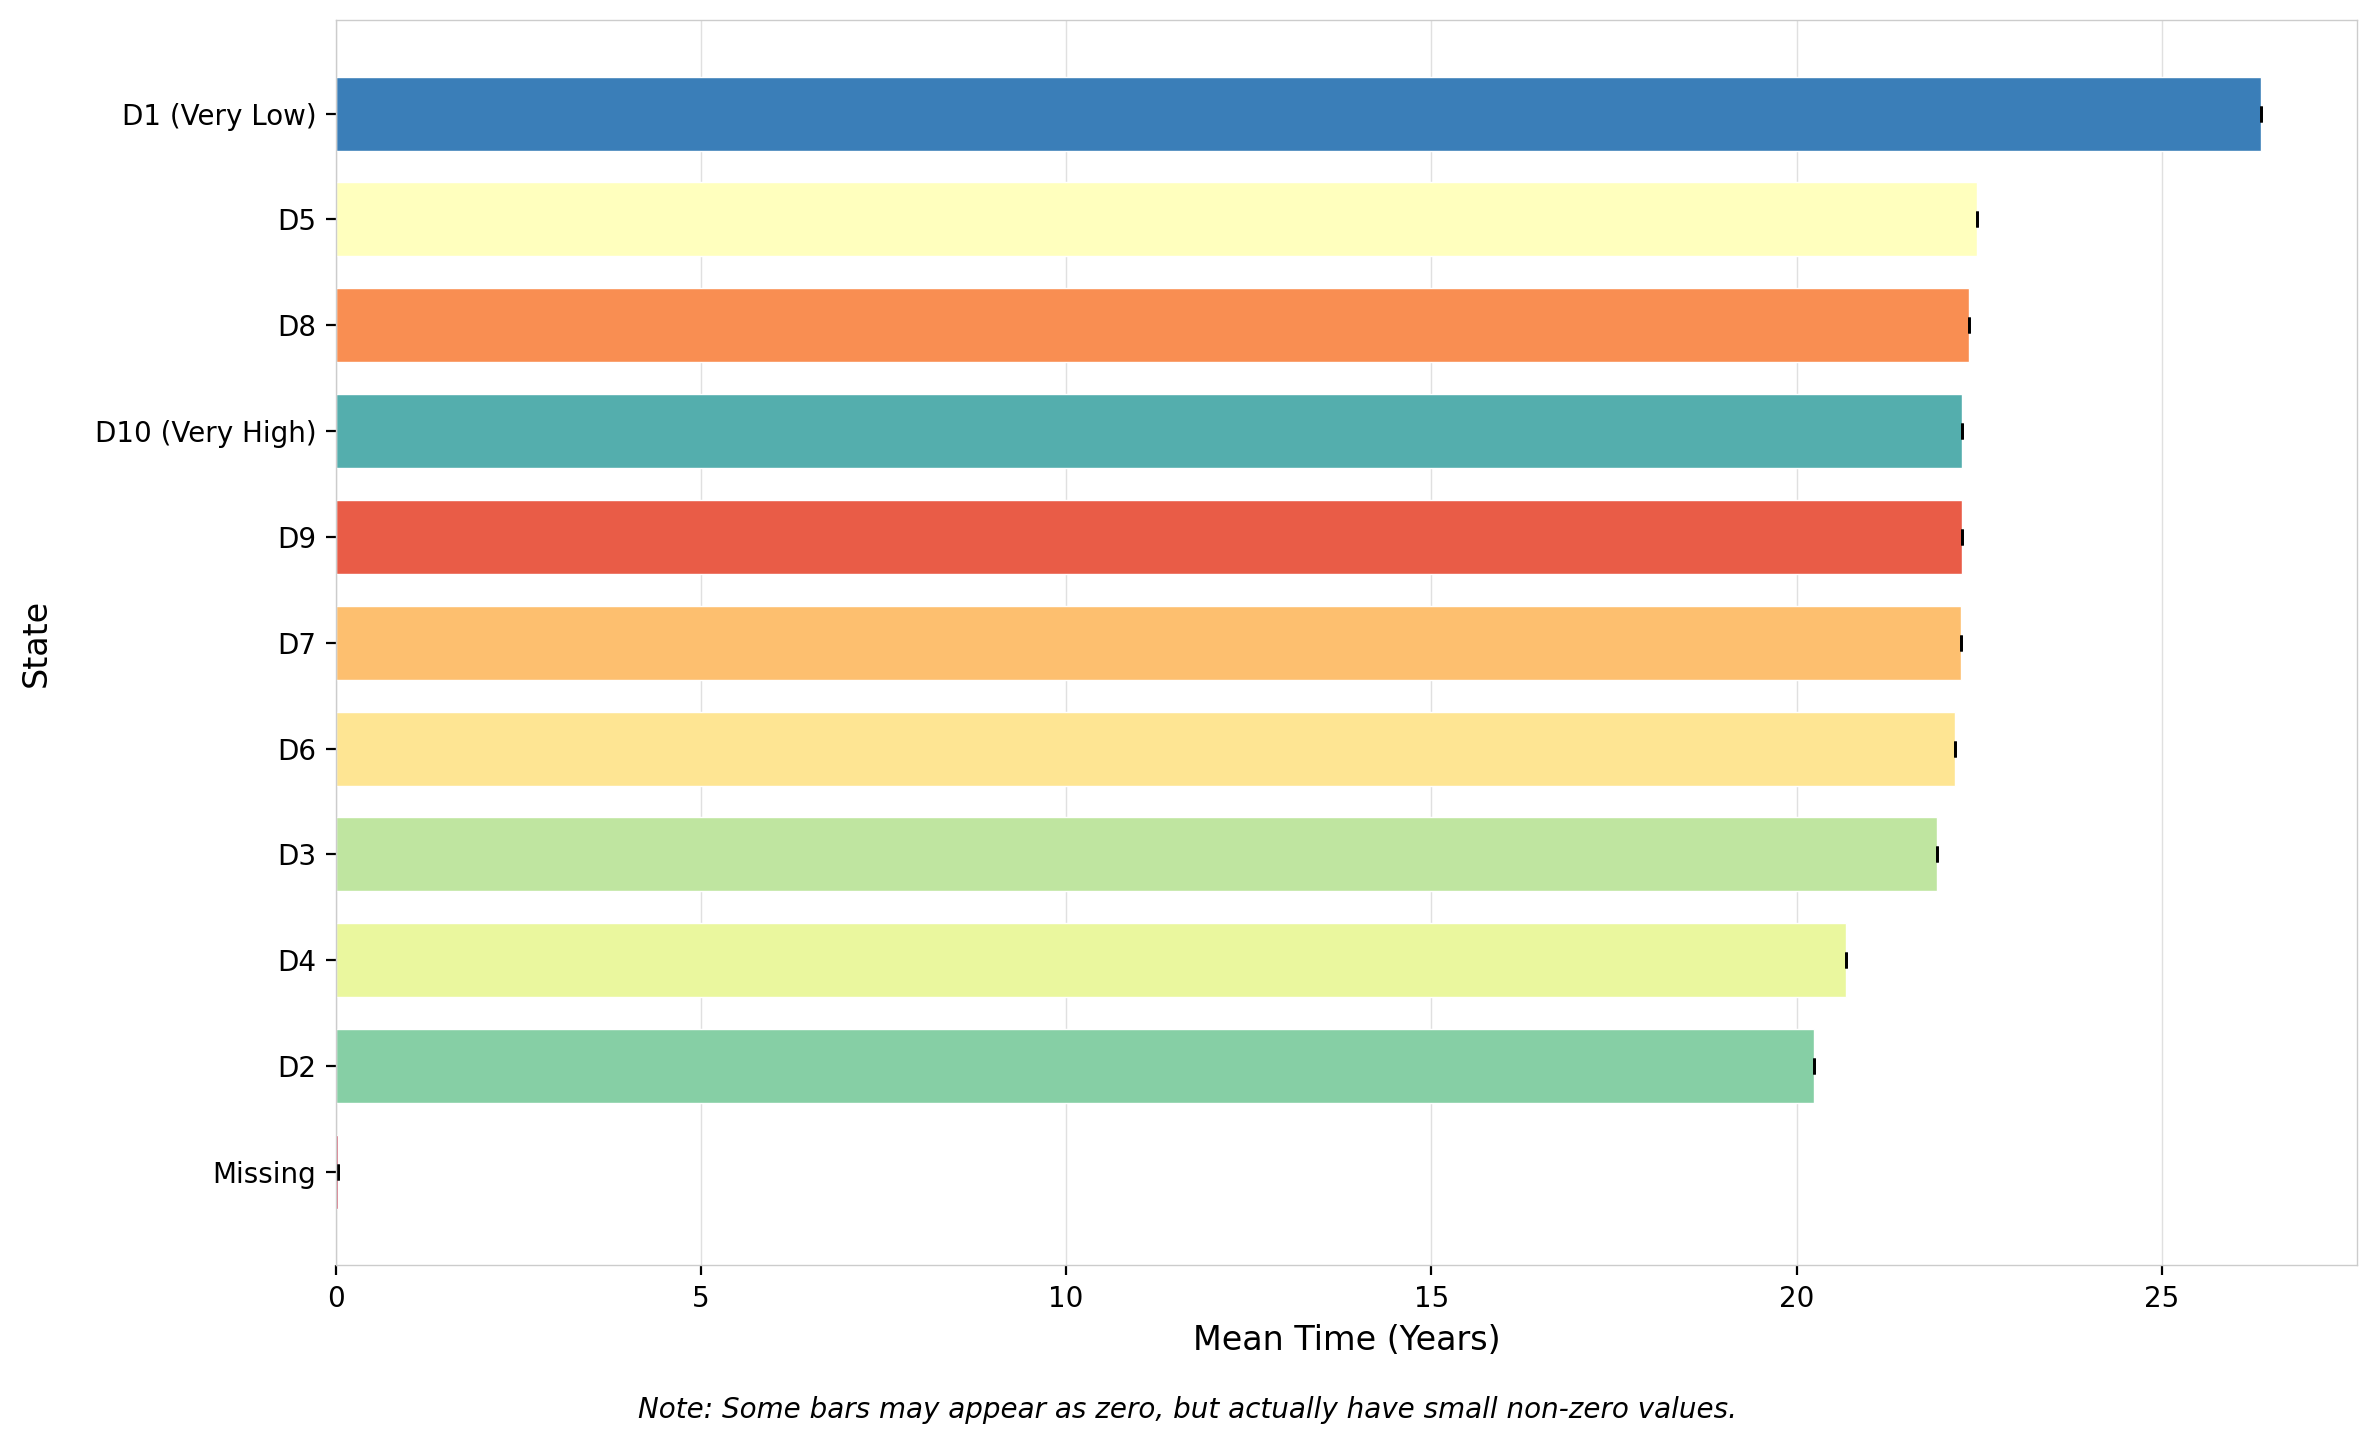 D1 (Very Low)
D5
D8
D10 (Very High)
D9
D7
D6
D3
D4
D2
Missing
State
0 5 10 15 20 25
Mean Time (Years)
Note: Some bars may appear as zero, but actually have small non-zero values.